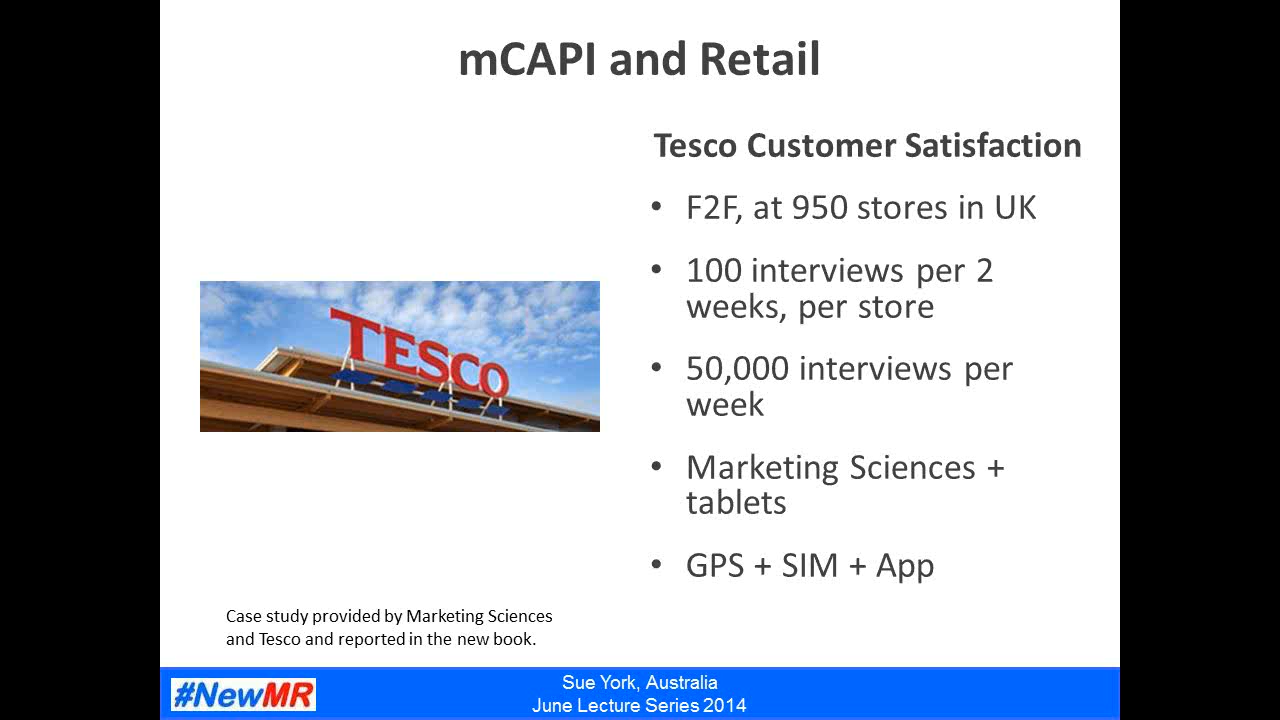 mCAPI and Retail
Tesco Customer Satisfaction
• F2F, at 950 stores in UK
• 100 interviews per 2
weeks, per store
• 50,000 interviews per
week
• Marketing Sciences +
tablets
• GPS + SIM + App
TESCO
Case study provided by Marketing Sciences
and Tesco and reported in the new book.
#NewMR
Sue York, Australia
June Lecture Series 2014